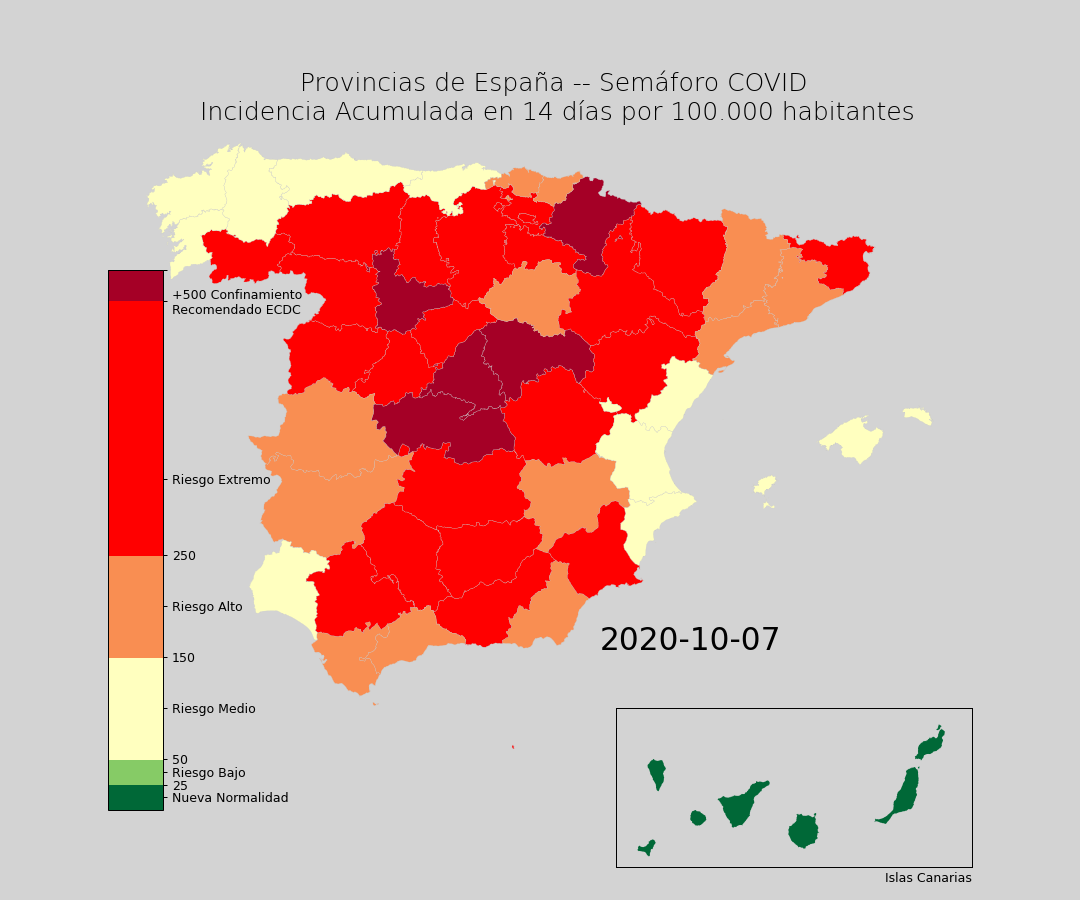 Provincias de España -- Semáforo COVID
Incidencia Acumulada en 14 días por 100.000 habitantes
+500 Confinamiento
Recomendado ECDC
Riesgo Extremo
250
Riesgo Alto
150
Riesgo Medio
50
Riesgo Bajo
25
Nueva Normalidad
2020-10-07
Islas Canarias